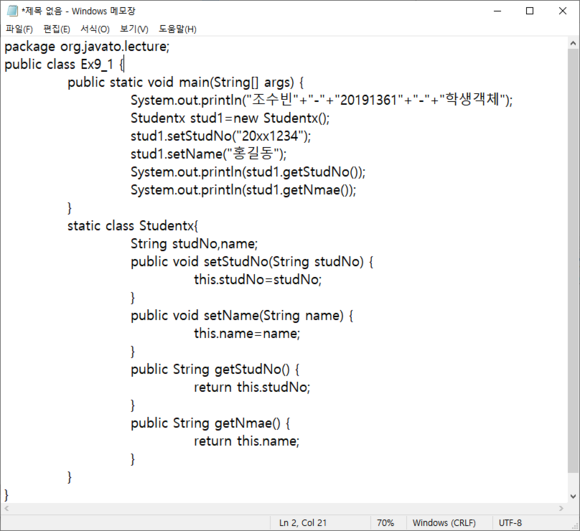 *제목 없음 - Windows 메모장
파일(F) 편집(E) 서식(O) 보기(V) 도움말(H)
package org.javato.lecture;
public class Ex9_1 {
public static void main(String[] args) {
System.out.println("조수빈"+"-"+"20191361"+"-"+"학생객체");
Studentx stud1=new Studentx();
stud1.setStudNo("20xx1234");
stud1.setName("홍길동");
System.out.println(stud1.getStudNo());
System.out.println(stud1.getNmae());
}
static class Studentx{
String studNo,name;
public void setStudNo(String studNo) {
this.studNo=studNo;
}
public void setName(String name) {
this.name=name;
}
public String getStudNo() {
return this.studNo;
}
public String getNmae() {
return this.name;
}
}
}
Ln 2, Col 21 70% Windows (CRLF) UTF-8